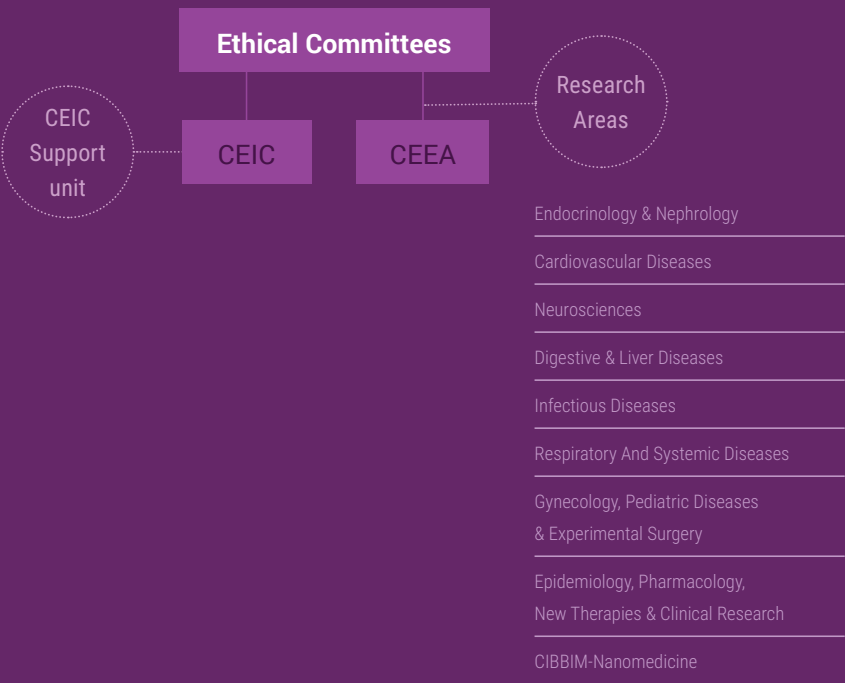 Ethical Committees
CEIC
Support
unit
CEIC
CEEA
Research
Areas
Endocrinology & Nephrology
Cardiovascular Diseases
Neurosciences
Digestive & Liver Diseases
Infectious Diseases
Respiratory And Systemic Diseases
Gynecology, Pediatric Diseases
& Experimental Surgery
Epidemiology, Pharmacology,
New Therapies & Clinical Research
CIBBIM-Nanomedicine